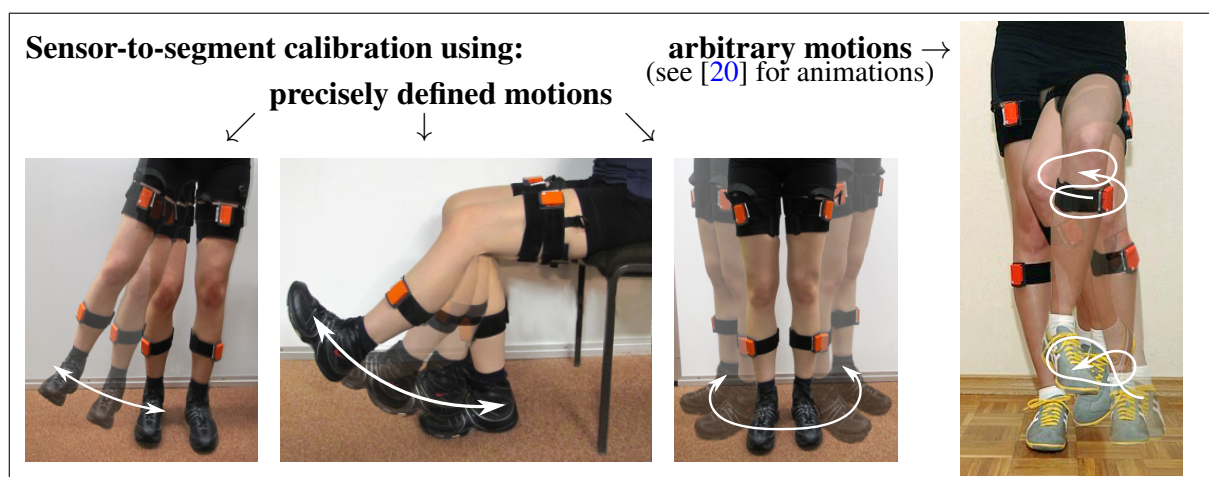 Sensor-to-segment calibration using:
precisely defined motions
arbitrary motions →
(see [20] for animations)